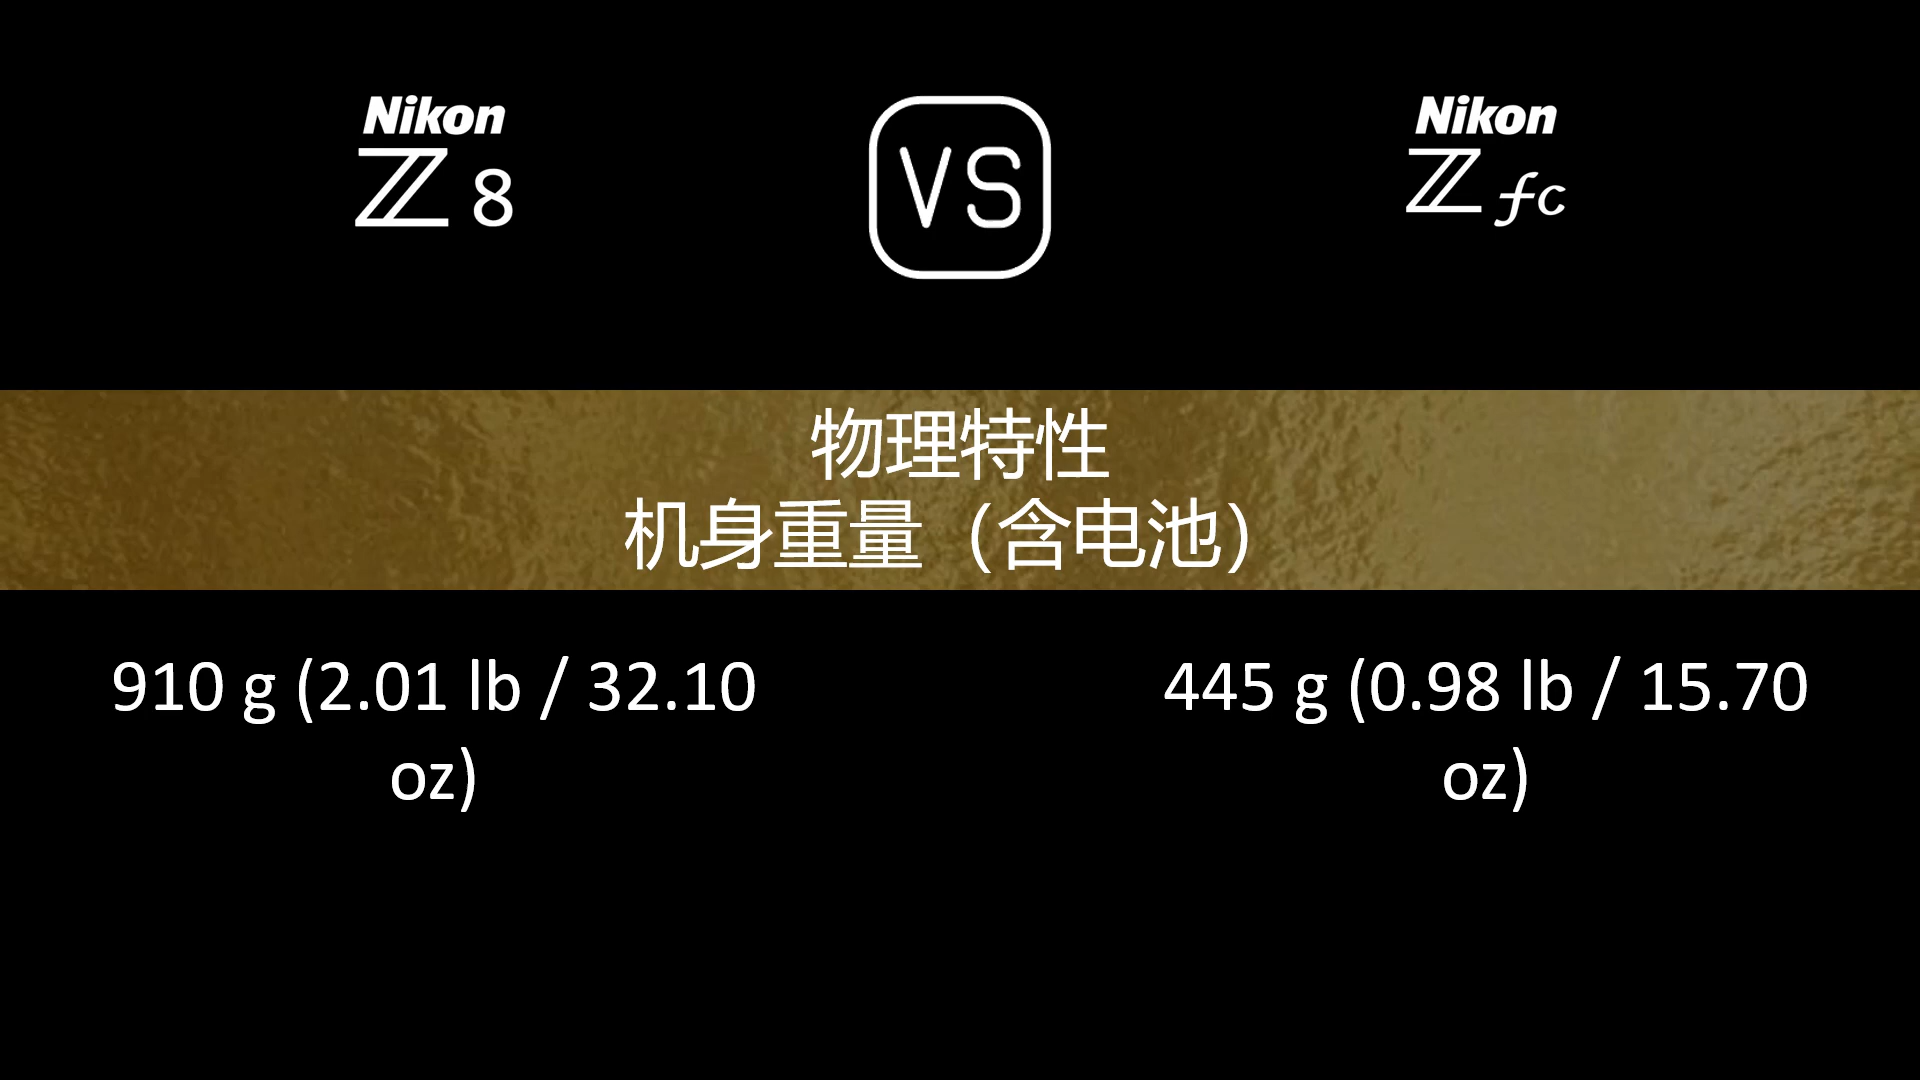 Nikon
Z 8
VS
Nikon
Z fc
物理特性
机身重量（含电池）
910 g (2.01 lb / 32.10
oz)
445 g (0.98 lb / 15.70
oz)